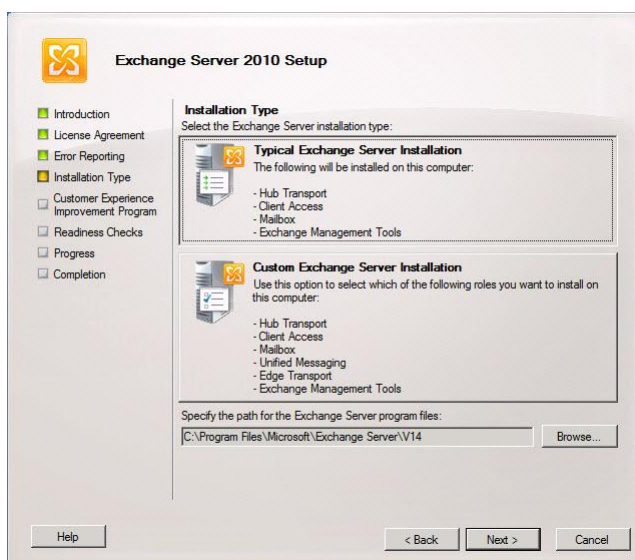 Exchange Server 2010 Setup
Introduction
License Agreement
Error Reporting
Installation Type
Customer Experience
Improvement Program
Readiness Checks
Progress
Completion
Installation Type
Select the Exchange Server installation type:
Typical Exchange Server Installation
The following will be installed on this computer:
- Hub Transport
- Client Access
- Mailbox
- Exchange Management Tools
Custom Exchange Server Installation
Use this option to select which of the following roles you want to install on
this computer:
- Hub Transport
- Client Access
- Mailbox
- Unified Messaging
- Edge Transport
- Exchange Management Tools
Specify the path for the Exchange Server program files:
C:\Program Files\Microsoft\Exchange Server\V14
Browse...
Help
< Back
Next >
Cancel